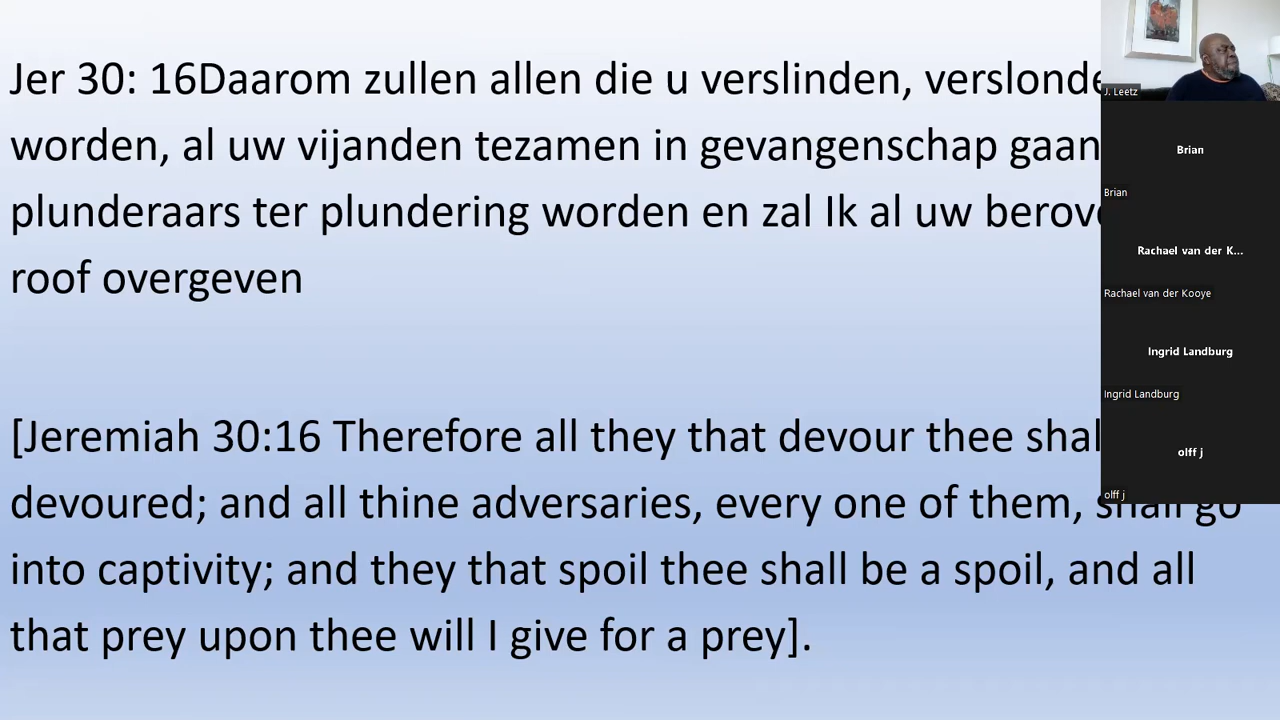 Jer 30: 16Daarom zullen allen die u verslinden,
worden, al uw vijanden tezamen in gevangenschap gaan
plunderaars ter plundering worden en zal Ik al uw
roof overgeven
[Jeremiah 30:16 Therefore all they that devour thee
devoured; and all thine adversaries, every one of them, shall go
into captivity; and they that spoil thee shall be a spoil, and all
that prey upon thee will I give for a prey].
J. Leetz
Brian
Brian
Rachael van der K...
Rachael van der Kooye
Ingrid Landburg
Ingrid Landburg
olff j
olff j